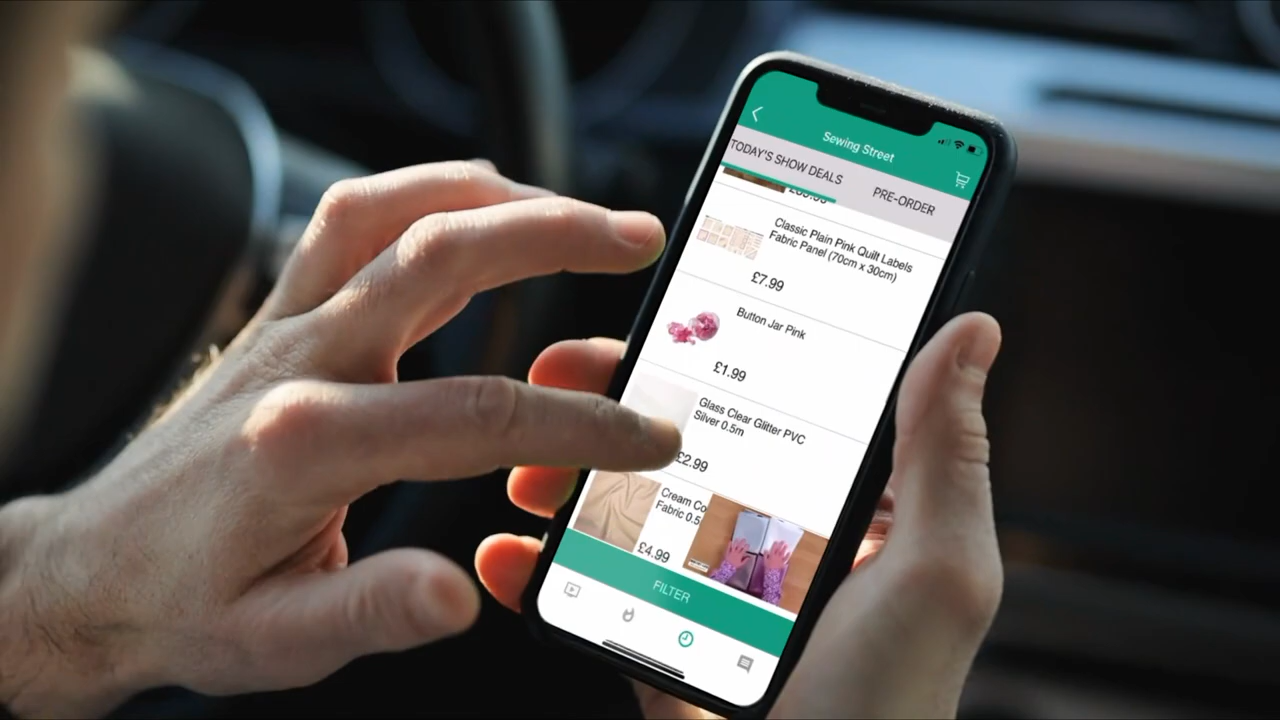 Sewing Street
TODAY'S SHOW DEALS
PRE-ORDER
Classic Plain Pink Quilt Labels
Fabric Panel (70cm x 30cm)
£7.99
Button Jar Pink
£1.99
Glass Clear Glitter PVC
Silver 0.5m
£2.99
Cream Co
Fabric 0.5
£4.99
FILTER